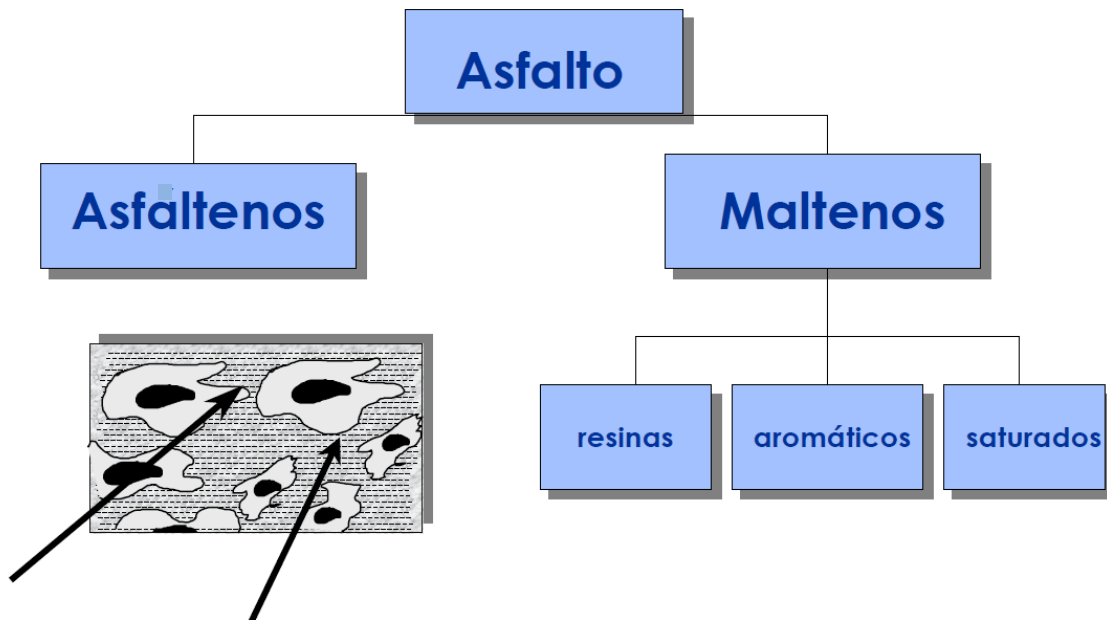 Asfalto
Asfaltenos
Maltenos
resinas
aromáticos
saturados